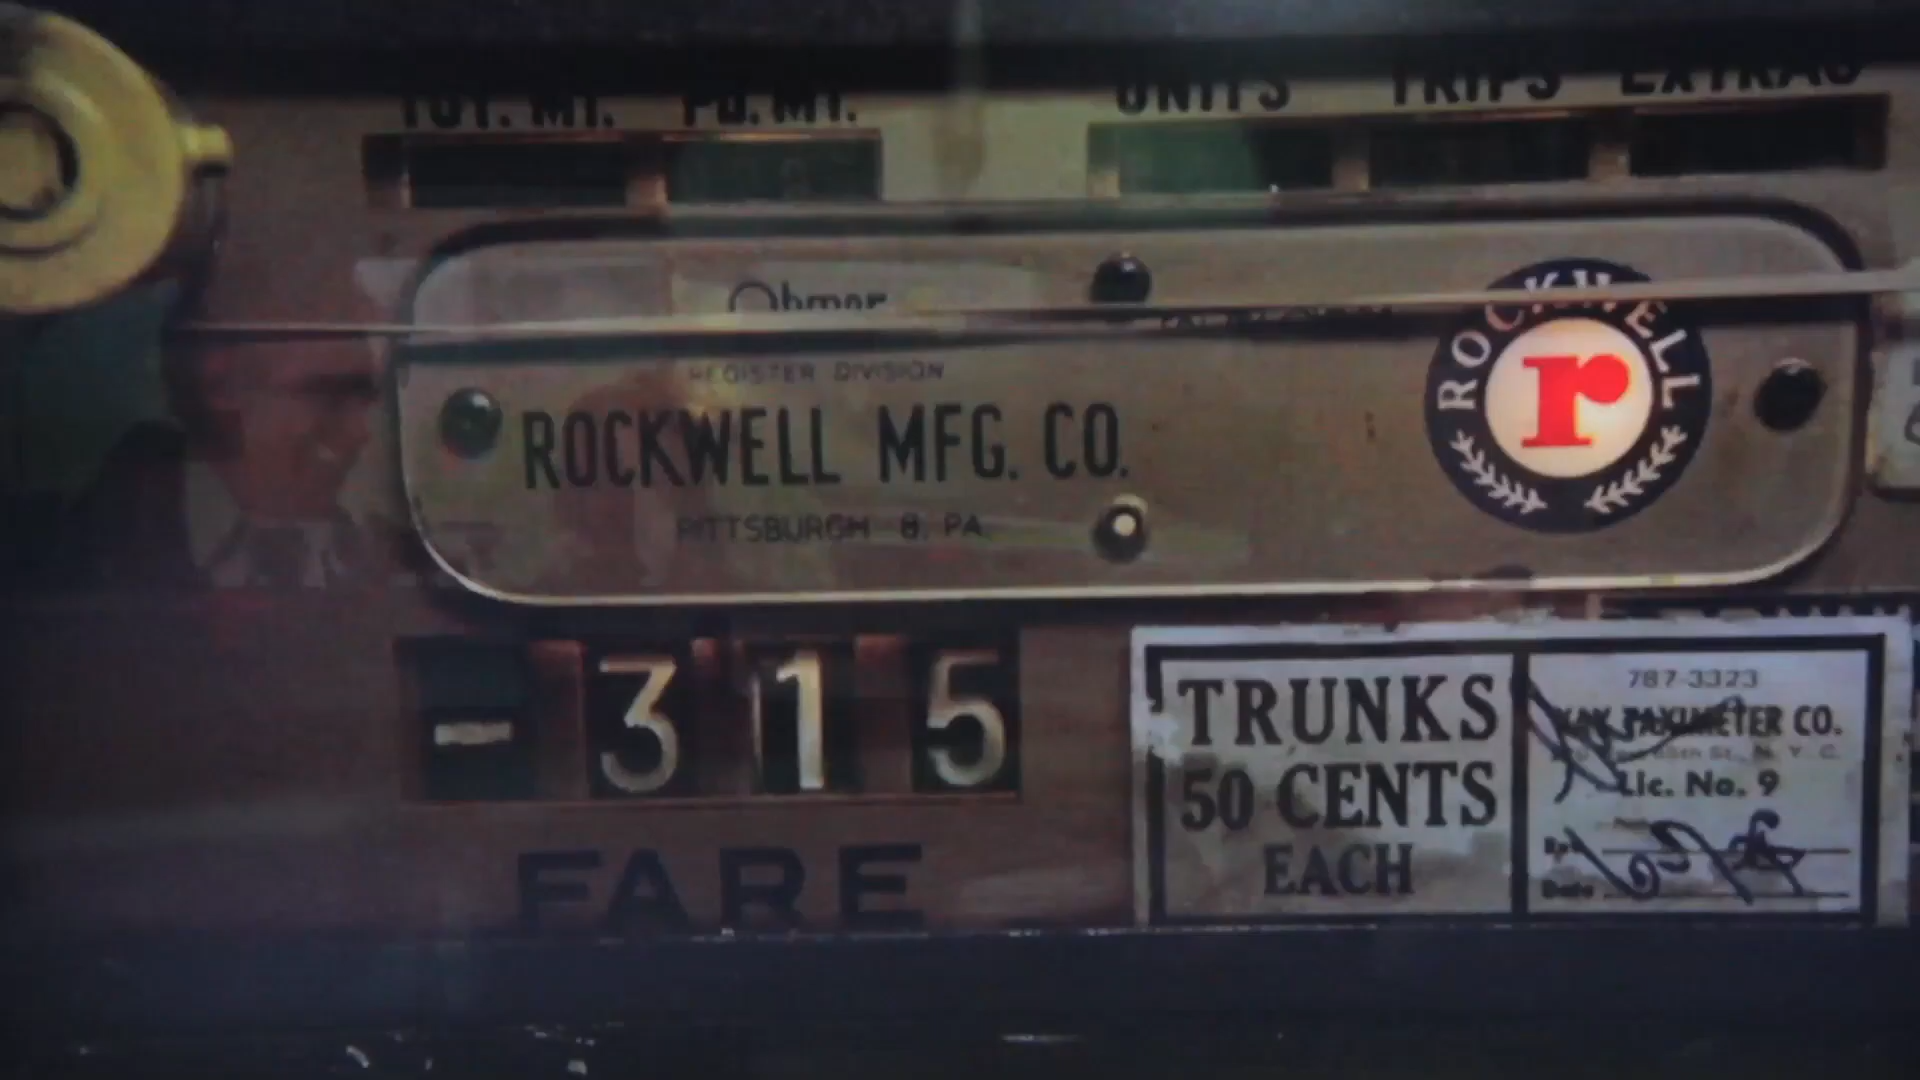 TOT. MI. PD. MI. UNITS TRIPS EXTRAS
Ohmer
REGISTER DIVISION
ROCKWELL MFG. CO.
PITTSBURGH 8, PA.
ROCKWELL
r
- 315
FARE
TRUNKS
50 CENTS
EACH
787-3323
TAXIMETER CO.
N. Y. C.
Lic. No. 9
Date